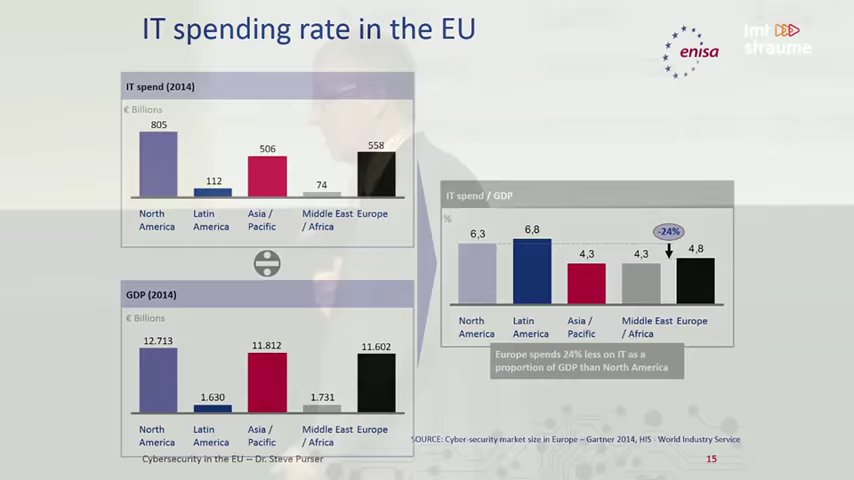 IT spending rate in the EU
enisa
lmt
straume
IT spend (2014)
€ Billions
805
112
506
74
558
North America
Latin America
Asia / Pacific
Middle East / Africa
Europe
GDP (2014)
€ Billions
12.713
1.630
11.812
1.731
11.602
North America
Latin America
Asia / Pacific
Middle East / Africa
Europe
IT spend / GDP
%
6,3
6,8
4,3
4,3
-24%
4,8
North America
Latin America
Asia / Pacific
Middle East / Africa
Europe
Europe spends 24% less on IT as a
proportion of GDP than North America
SOURCE: Cyber-security market size in Europe – Gartner 2014, HIS World Industry Service
Cybersecurity in the EU -- Dr. Steve Purser
15